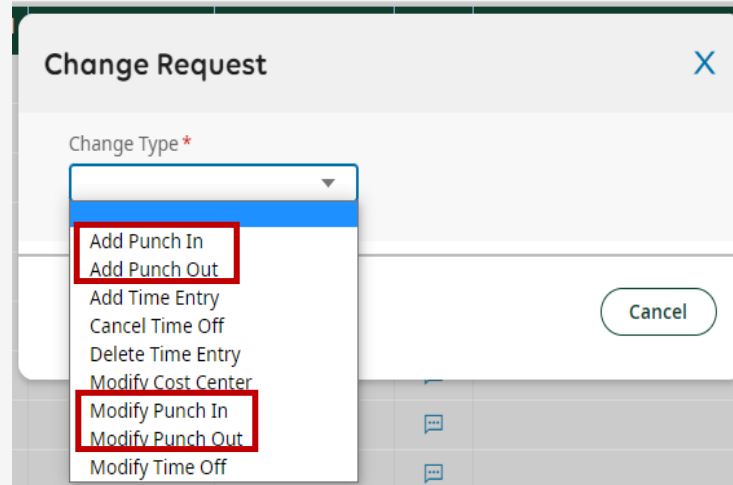 Change Request
X
Change Type *
Add Punch In
Add Punch Out
Add Time Entry
Cancel Time Off
Delete Time Entry
Modify Cost Center
Modify Punch In
Modify Punch Out
Modify Time Off
Cancel